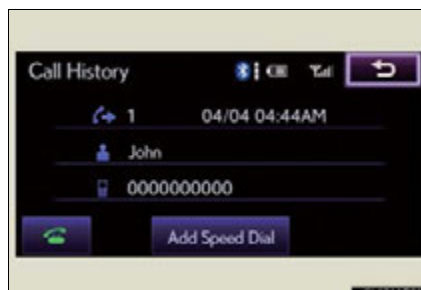 Call History
1 04/04 04:44AM
John
0000000000
Add Speed Dial